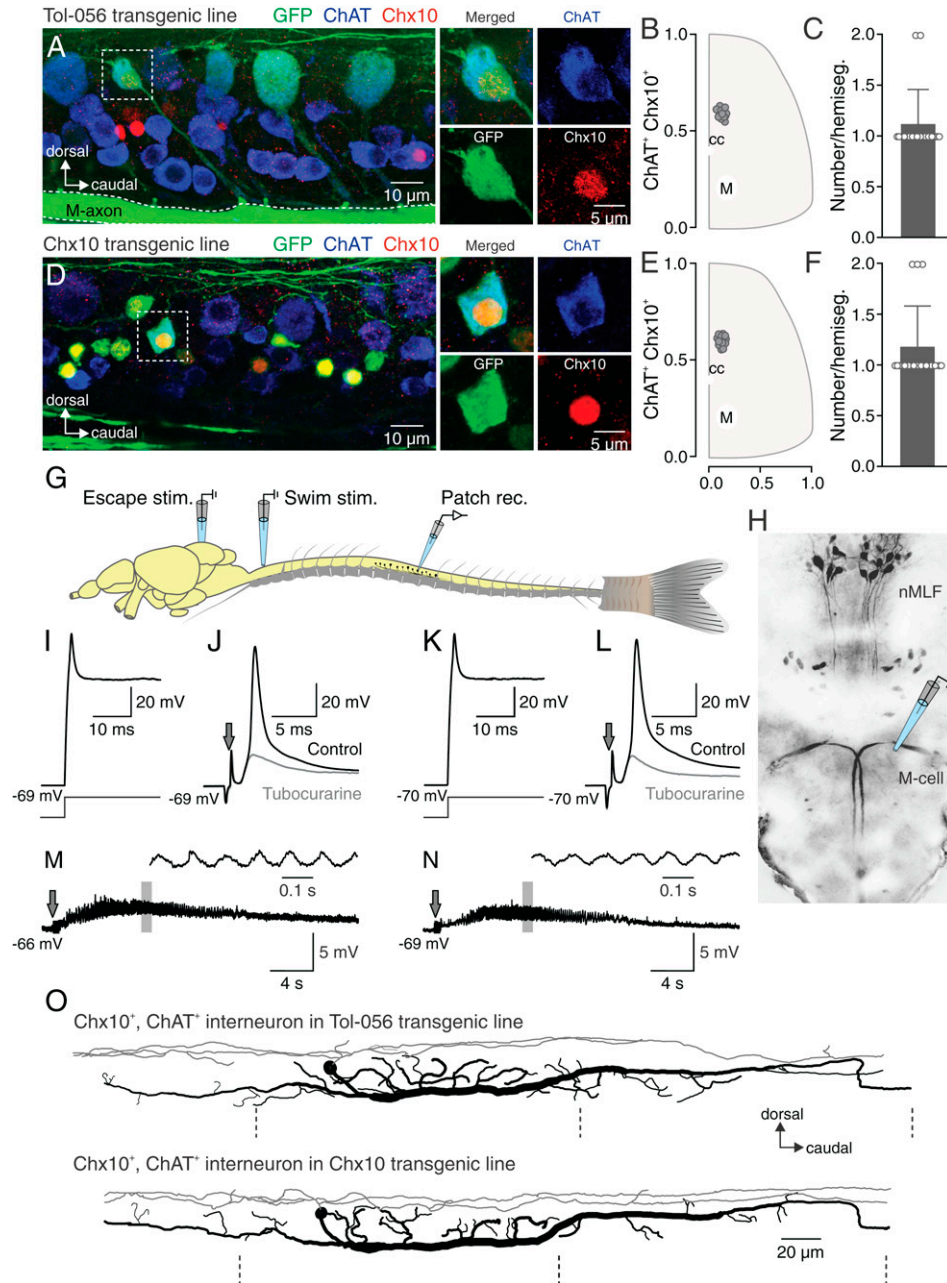 Tol-056 transgenic line GFP ChAT Chx10
A
dorsal
caudal
10 µm
M-axon
Merged
ChAT
GFP
Chx10
5 µm
B
ChAT⁺ Chx10⁺
1.0
0.5
1.0
cc
M
C
Number/hemiseg.
2.0
1.5
1.0
0.5
0.0
Chx10 transgenic line GFP ChAT Chx10
D
dorsal
caudal
10 µm
Merged
ChAT
GFP
Chx10
5 µm
E
ChAT⁺ Chx10⁺
1.0
0.5
0.0
cc
M
0.0 0.5 1.0
F
Number/hemiseg.
2.0
1.5
1.0
0.5
0.0
G
Escape stim.
Swim stim.
Patch rec.
H
nMLF
M-cell
I
20 mV
10 ms
-69 mV
J
20 mV
5 ms
Control
Tubocurarine
-69 mV
K
20 mV
10 ms
-70 mV
L
20 mV
5 ms
Control
Tubocurarine
-70 mV
M
0.1 s
-66 mV
5 mV
4 s
N
0.1 s
-69 mV
5 mV
4 s
O
Chx10⁺, ChAT⁺ interneuron in Tol-056 transgenic line
dorsal
caudal
Chx10⁺, ChAT⁺ interneuron in Chx10 transgenic line
20 µm